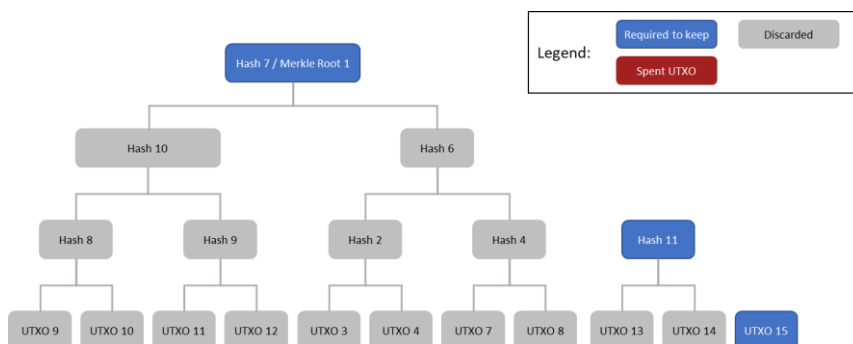 Required to keep
Discarded
Legend:
Spent UTXO
Hash 7 / Merkle Root 1
Hash 10
Hash 6
Hash 8
Hash 9
Hash 2
Hash 4
Hash 11
UTXO 9
UTXO 10
UTXO 11
UTXO 12
UTXO 3
UTXO 4
UTXO 7
UTXO 8
UTXO 13
UTXO 14
UTXO 15